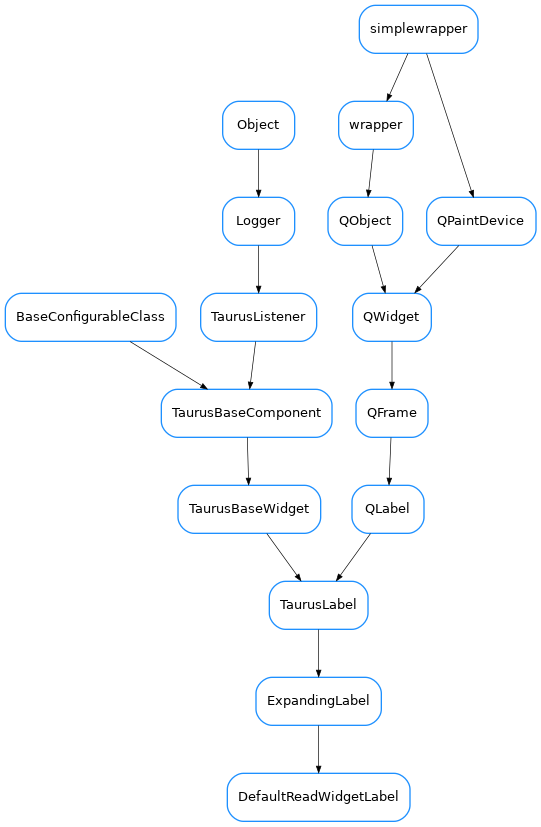 simplewrapper
Object
wrapper
Logger
QObject
QPaintDevice
BaseConfigurableClass
TaurusListener
QWidget
TaurusBaseComponent
QFrame
TaurusBaseWidget
QLabel
TaurusLabel
ExpandingLabel
DefaultReadWidgetLabel